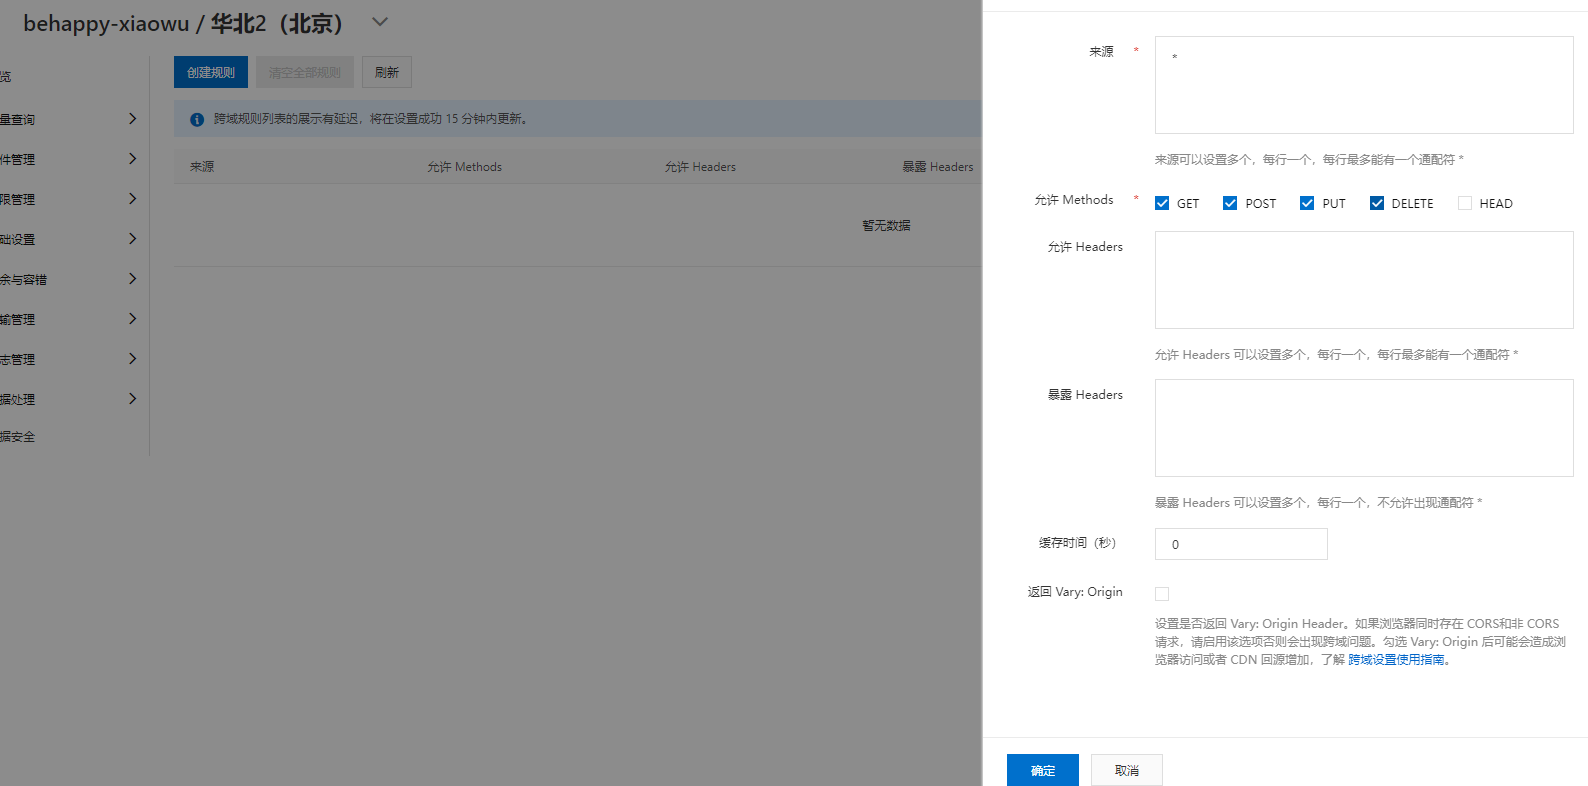 behappy-xiaowu / 华北2（北京）
创建规则 清空全部规则 刷新
览
量查询
件管理
限管理
础设置
余与容错
输管理
志管理
据处理
据安全
跨域规则列表的展示有延迟，将在设置成功 15 分钟内更新。
来源 允许 Methods 允许 Headers 暴露 Headers
暂无数据
来源 *
*
来源可以设置多个，每行一个，每行最多能有一个通配符 *
允许 Methods * GET POST PUT DELETE HEAD
允许 Headers
允许 Headers 可以设置多个，每行一个，每行最多能有一个通配符 *
暴露 Headers
暴露 Headers 可以设置多个，每行一个，不允许出现通配符 *
缓存时间（秒） 0
返回 Vary: Origin
设置是否返回 Vary: Origin Header。如果浏览器同时存在 CORS和非 CORS
请求，请启用该选项否则会出现跨域问题。勾选 Vary: Origin 后可能会造成浏
览器访问或者 CDN 回源增加，了解 跨域设置使用指南。
确定 取消